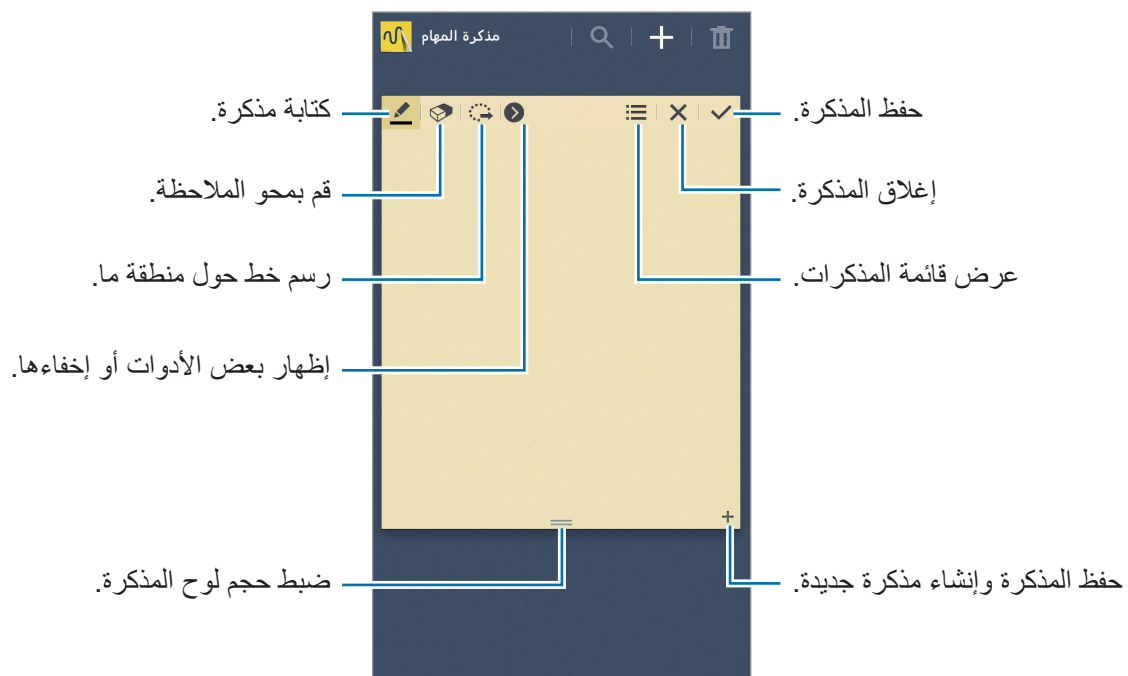 مذكرة المهام
حفظ المذكرة.
كتابة مذكرة.
إغلاق المذكرة.
قم بمحو الملاحظة.
عرض قائمة المذكرات.
رسم خط حول منطقة ما.
إظهار بعض الأدوات أو إخفاءها.
حفظ المذكرة وإنشاء مذكرة جديدة.
ضبط حجم لوح المذكرة.